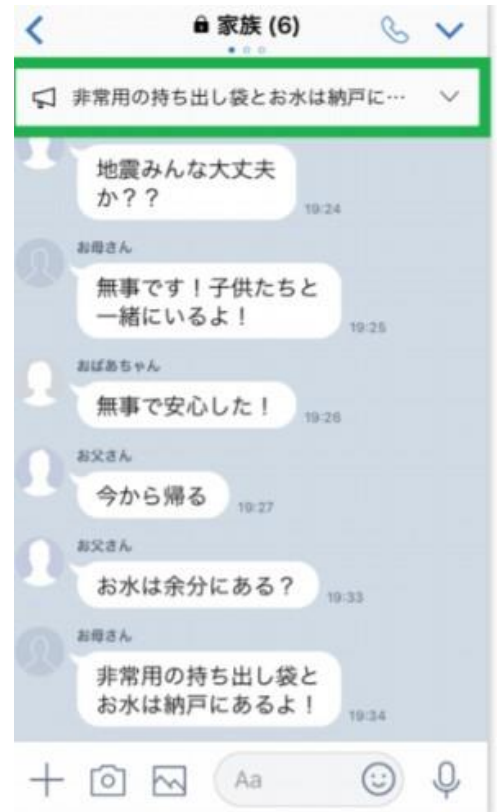 家族 (6)
非常用の持ち出し袋とお水は納戸に…
地震みんな大丈夫
か？？
19:24
お母さん
無事です！子供たちと
一緒にいるよ！
19:25
おばあちゃん
無事で安心した！
19:26
お父さん
今から帰る
19:27
お父さん
お水は余分にある？
19:33
お母さん
非常用の持ち出し袋と
お水は納戸にあるよ！
19:34
Aa